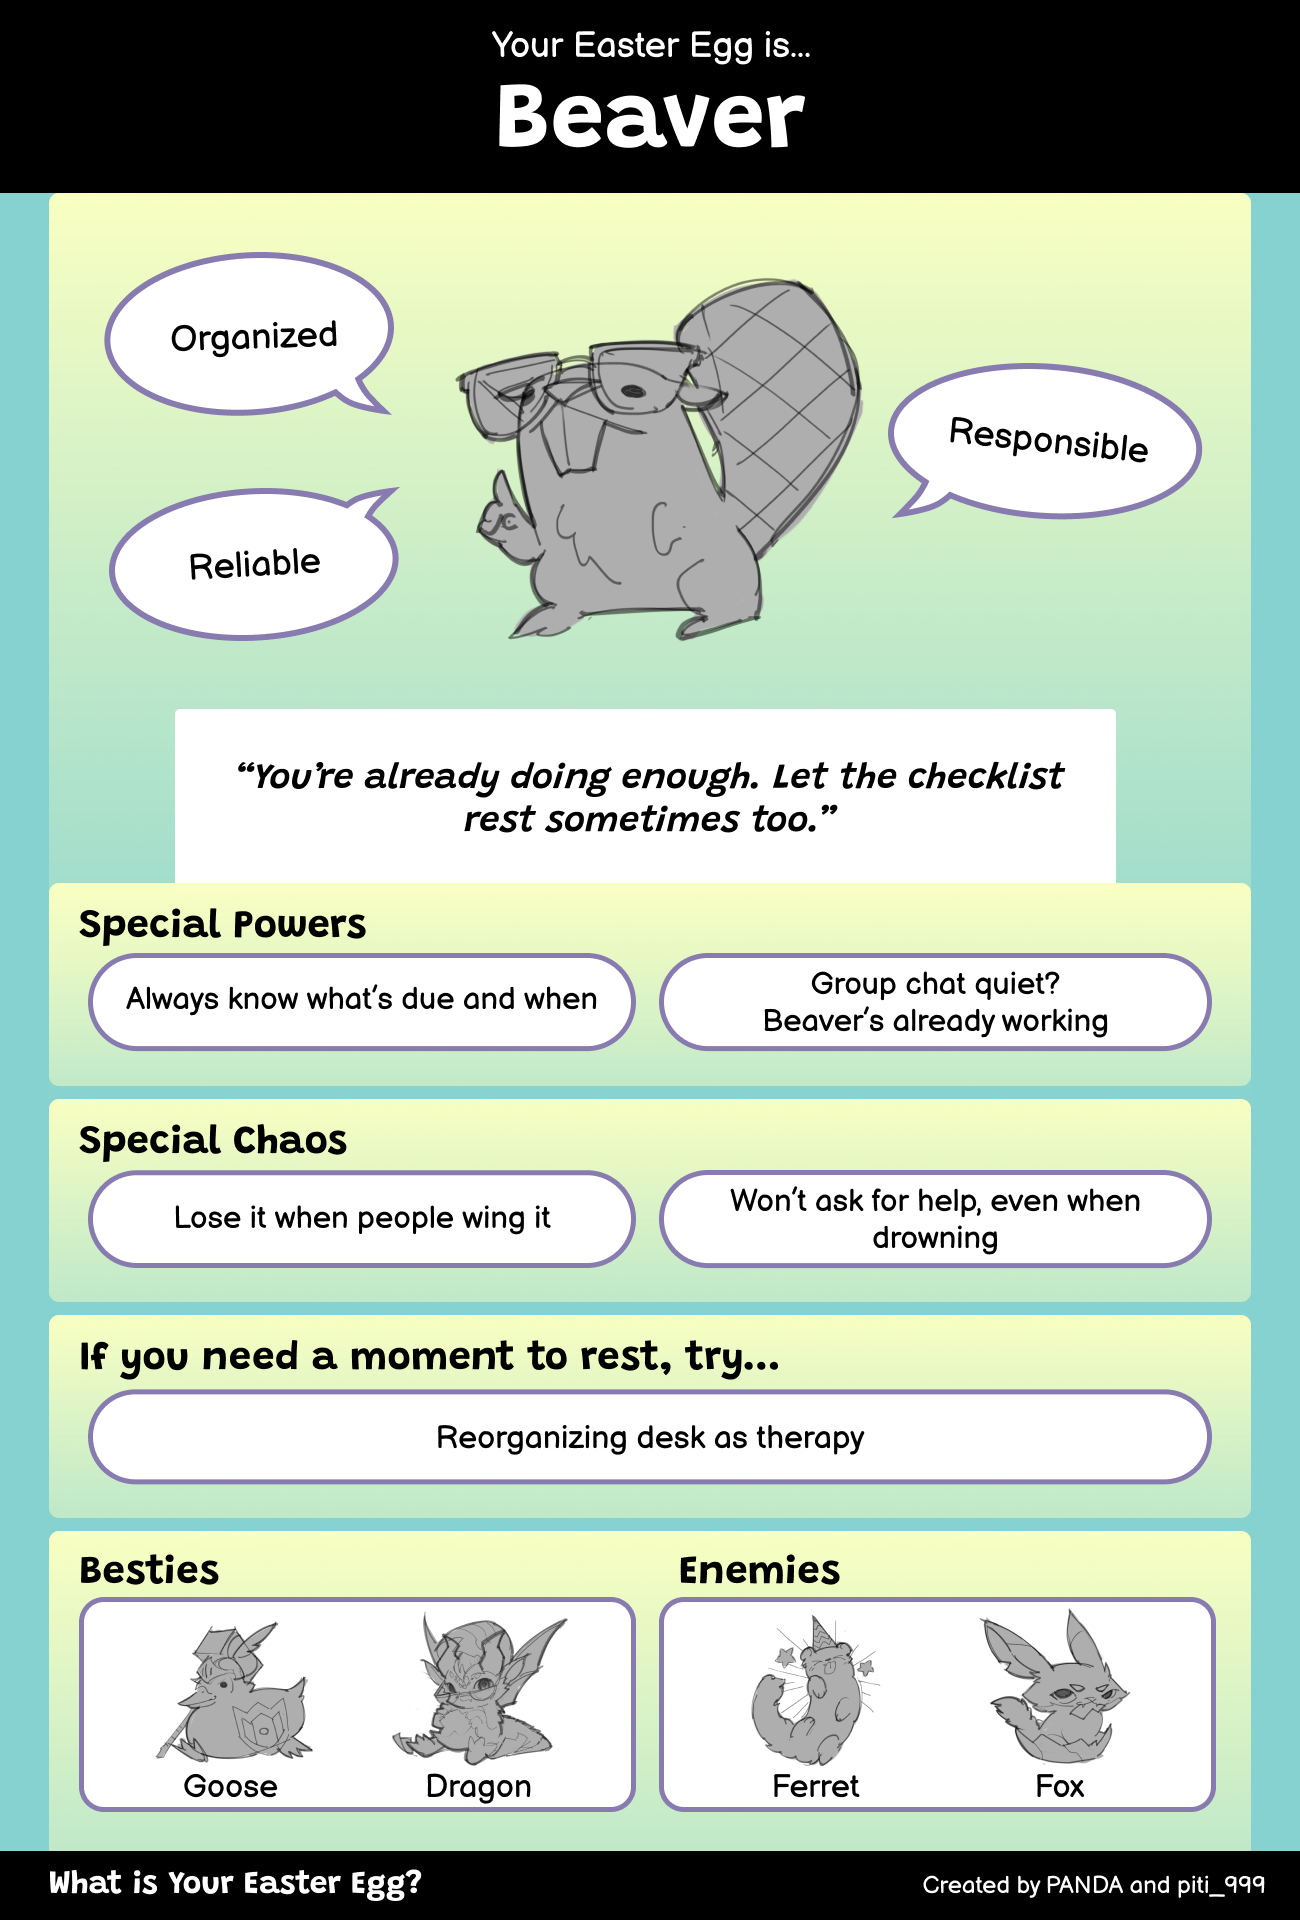 Your Easter Egg is...
Beaver
Organized
Responsible
Reliable
“You’re already doing enough. Let the checklist
rest sometimes too.”
Special Powers
Always know what’s due and when
Group chat quiet?
Beaver’s already working
Special Chaos
Lose it when people wing it
Won’t ask for help, even when
drowning
If you need a moment to rest, try...
Reorganizing desk as therapy
Besties
Enemies
Goose
Dragon
Ferret
Fox
What is Your Easter Egg?
Created by PANDA and piti_999